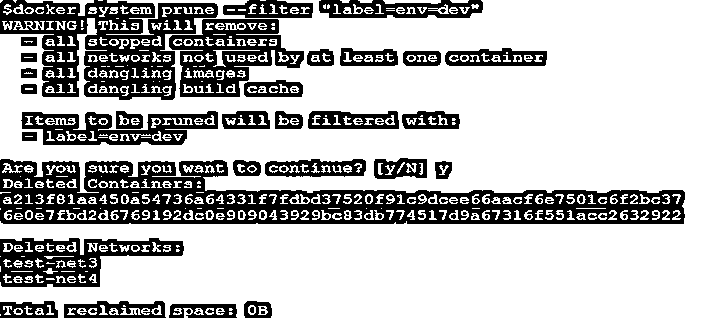 $docker system prune --filter "label=env=dev"
WARNING! This will remove:
- all stopped containers
- all networks not used by at least one container
- all dangling images
- all dangling build cache
Items to be pruned will be filtered with:
- label=env=dev
Are you sure you want to continue? [y/N] y
Deleted Containers:
a213f81aa450a54736a64331f7fdbd37520f91c9dcee66aacf6e7501c6f2bc37
6e0e7fbd2d6769192dc0e909043929bc83db774517d9a67316f551acc2632922
Deleted Networks:
test-net3
test-net4
Total reclaimed space: 0B